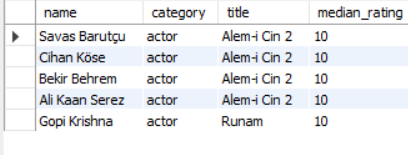 name category title median_rating
Savas Barutçu actor Alem-i Cin 2 10
Cihan Köse actor Alem-i Cin 2 10
Bekir Behrem actor Alem-i Cin 2 10
Ali Kaan Serez actor Alem-i Cin 2 10
Gopi Krishna actor Runam 10